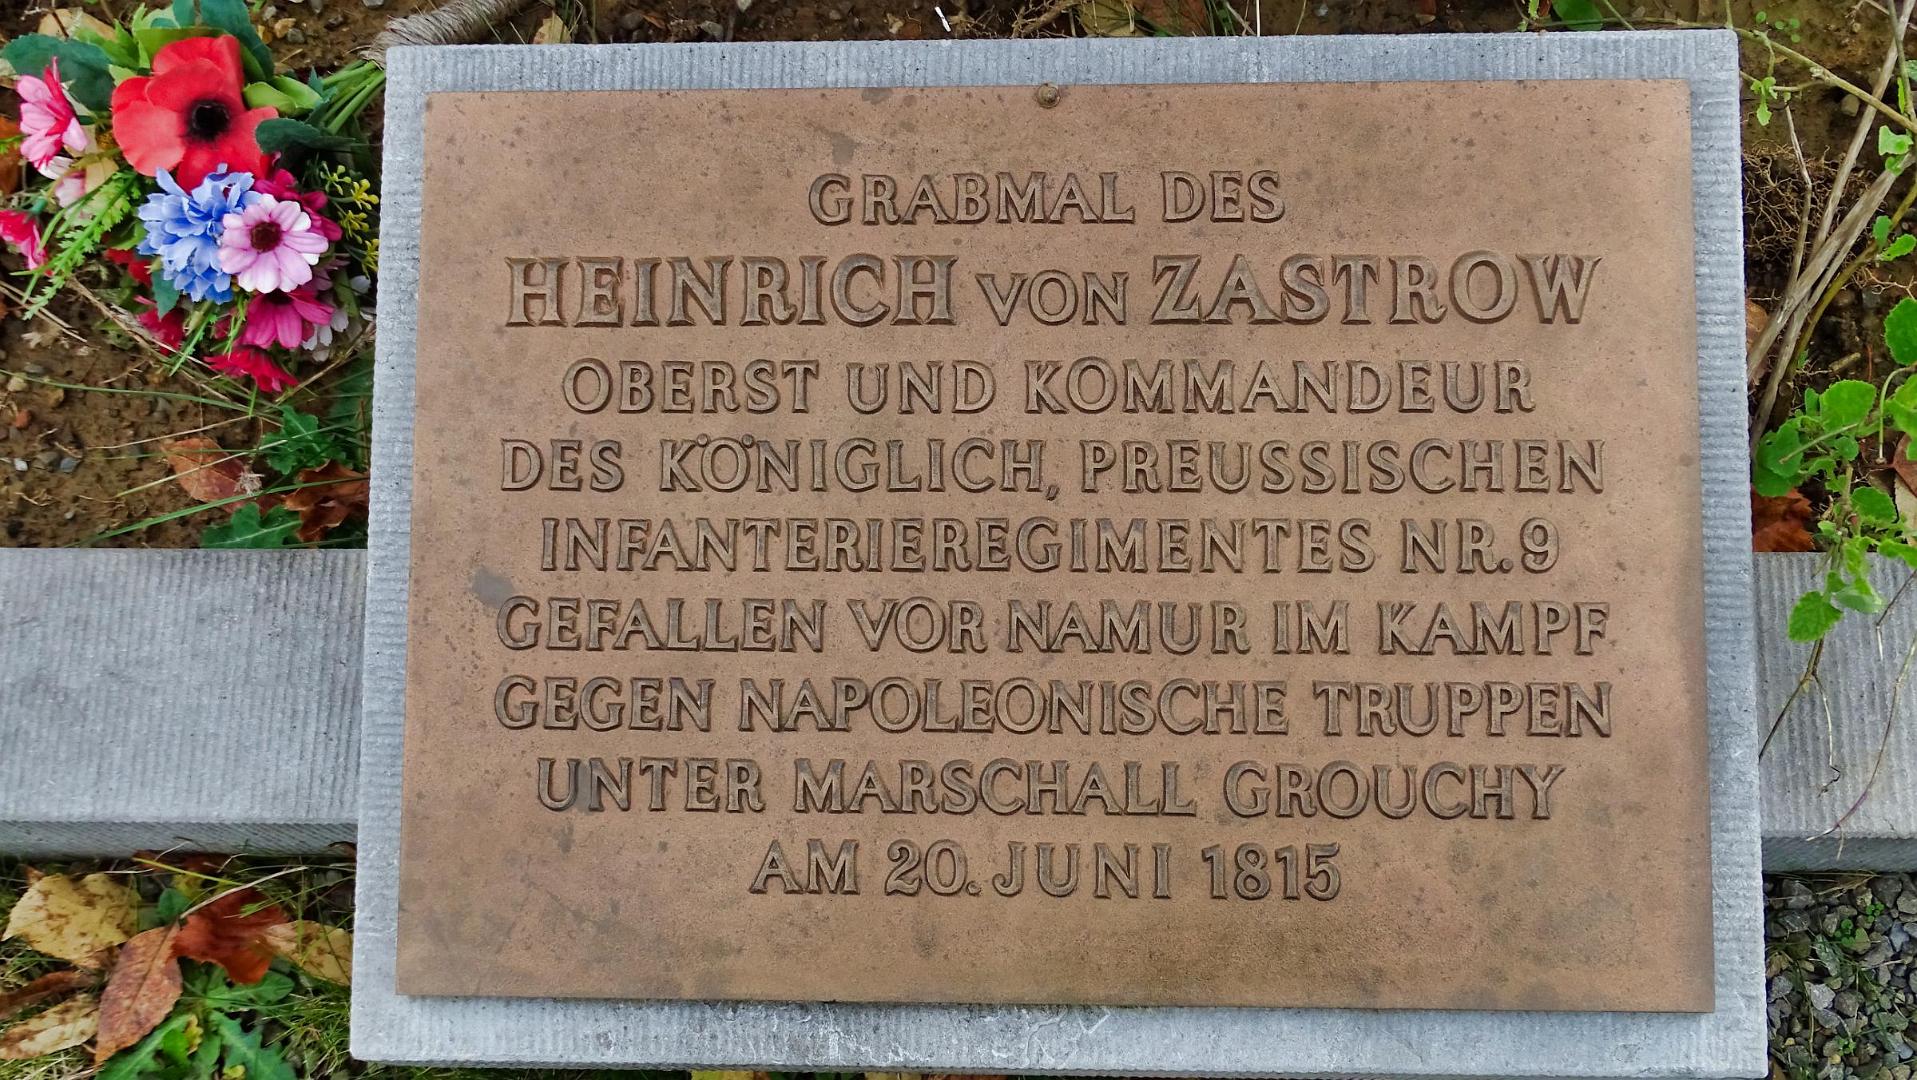 GRABMAL DES
HEINRICH VON ZASTROW
OBERST UND KOMMANDEUR
DES KÖNIGLICH, PREUSSISCHEN
INFANTERIEREGIMENTES NR. 9
GEFALLEN VOR NAMUR IM KAMPF
GEGEN NAPOLEONISCHE TRUPPEN
UNTER MARSCHALL GROUCHY
AM 20. JUNI 1815